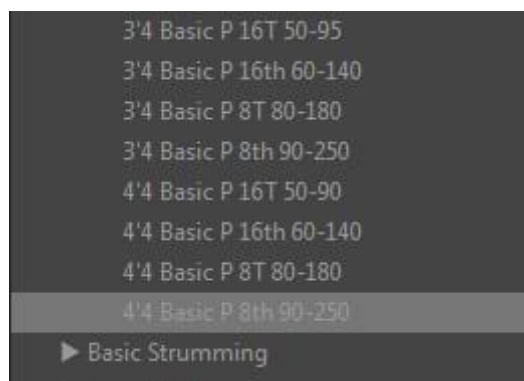 3'4 Basic P 16T 50-95
3'4 Basic P 16th 60-140
3'4 Basic P 8T 80-180
3'4 Basic P 8th 90-250
4'4 Basic P 16T 50-90
4'4 Basic P 16th 60-140
4'4 Basic P 8T 80-180
4'4 Basic P 8th 90-250
Basic Strumming